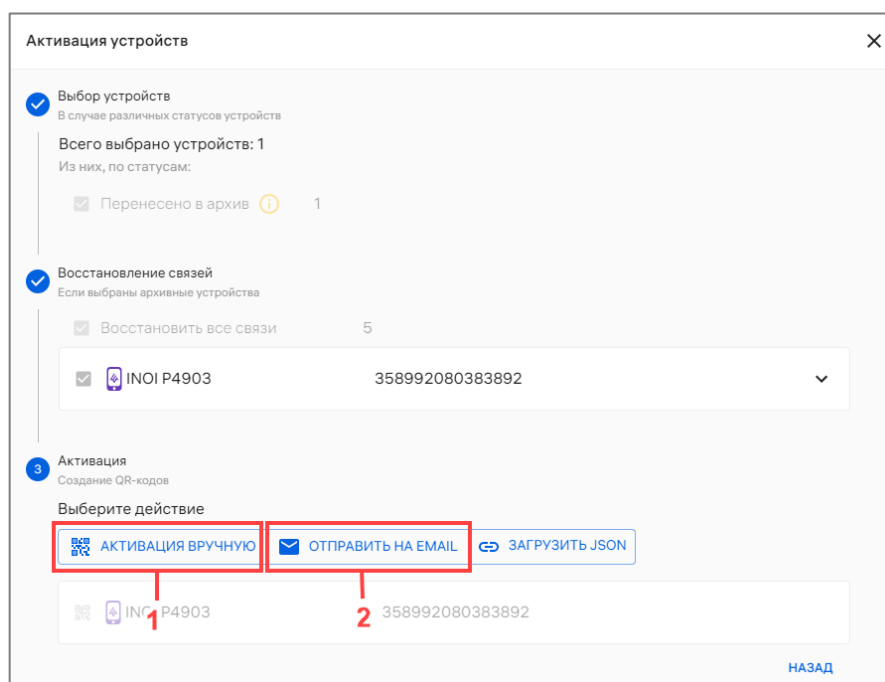 Активация устройств
Выбор устройств
В случае различных статусов устройств
Всего выбрано устройств: 1
Из них, по статусам:
Перенесено в архив 1
Восстановление связей
Если выбраны архивные устройства
Восстановить все связи 5
INOI P4903 358992080383892
3 Активация
Создание QR-кодов
Выберите действие
АКТИВАЦИЯ ВРУЧНУЮ ОТПРАВИТЬ НА EMAIL ЗАГРУЗИТЬ JSON
INOI P4903 358992080383892
1 2
НАЗАД